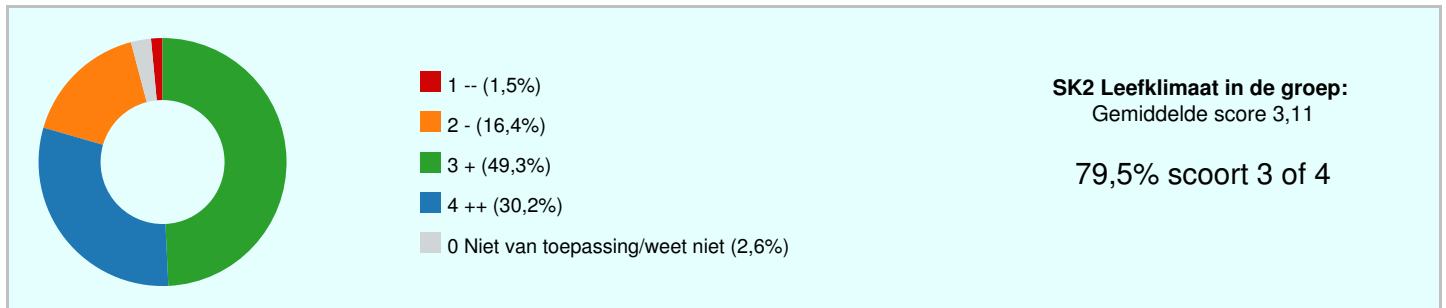 1 -- (1,5%)
2 - (16,4%)
3 + (49,3%)
4 ++ (30,2%)
0 Niet van toepassing/weet niet (2,6%)
SK2 Leefklimaat in de groep:
Gemiddelde score 3,11
79,5% scoort 3 of 4